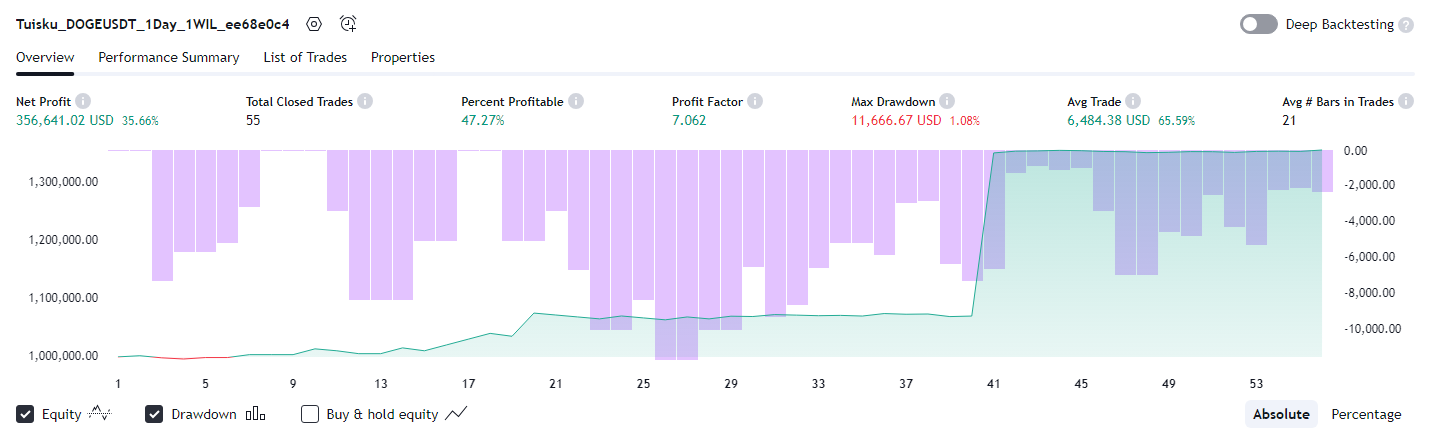 Tuisku_DOGEUSDT_1Day_1WIL_ee68e0c4
Deep Backtesting ?
Overview Performance Summary List of Trades Properties
Net Profit Total Closed Trades Percent Profitable Profit Factor Max Drawdown Avg Trade Avg # Bars in Trades
356,641.02 USD 35.66% 55 47.27% 7.062 11,666.67 USD 1.08% 6,484.38 USD 65.59% 21
0.00
1,300,000.00
-2,000.00
-4,000.00
1,200,000.00
-6,000.00
-8,000.00
1,100,000.00
-10,000.00
1,000,000.00
1 5 9 13 17 21 25 29 33 37 41 45 49 53
Equity Drawdown Buy & hold equity Absolute Percentage